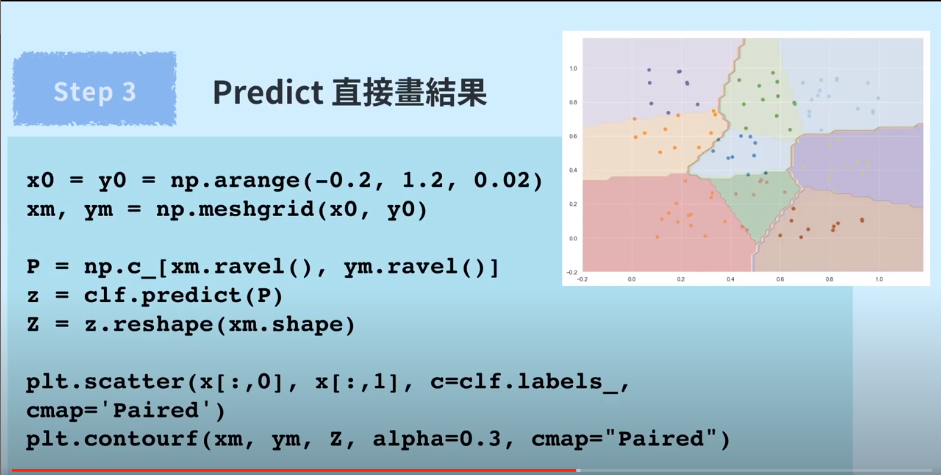 Step 3
Predict 直接畫結果
x0 = y0 = np.arange(-0.2, 1.2, 0.02)
xm, ym = np.meshgrid(x0, y0)
P = np.c_[xm.ravel(), ym.ravel()]
z = clf.predict(P)
Z = z.reshape(xm.shape)
plt.scatter(x[:,0], x[:,1], c=clf.labels_,
cmap='Paired')
plt.contourf(xm, ym, Z, alpha=0.3, cmap="Paired")
1.0
0.8
0.6
0.4
0.2
0.0
-0.2
-0.2 0.0 0.2 0.4 0.6 0.8 1.0